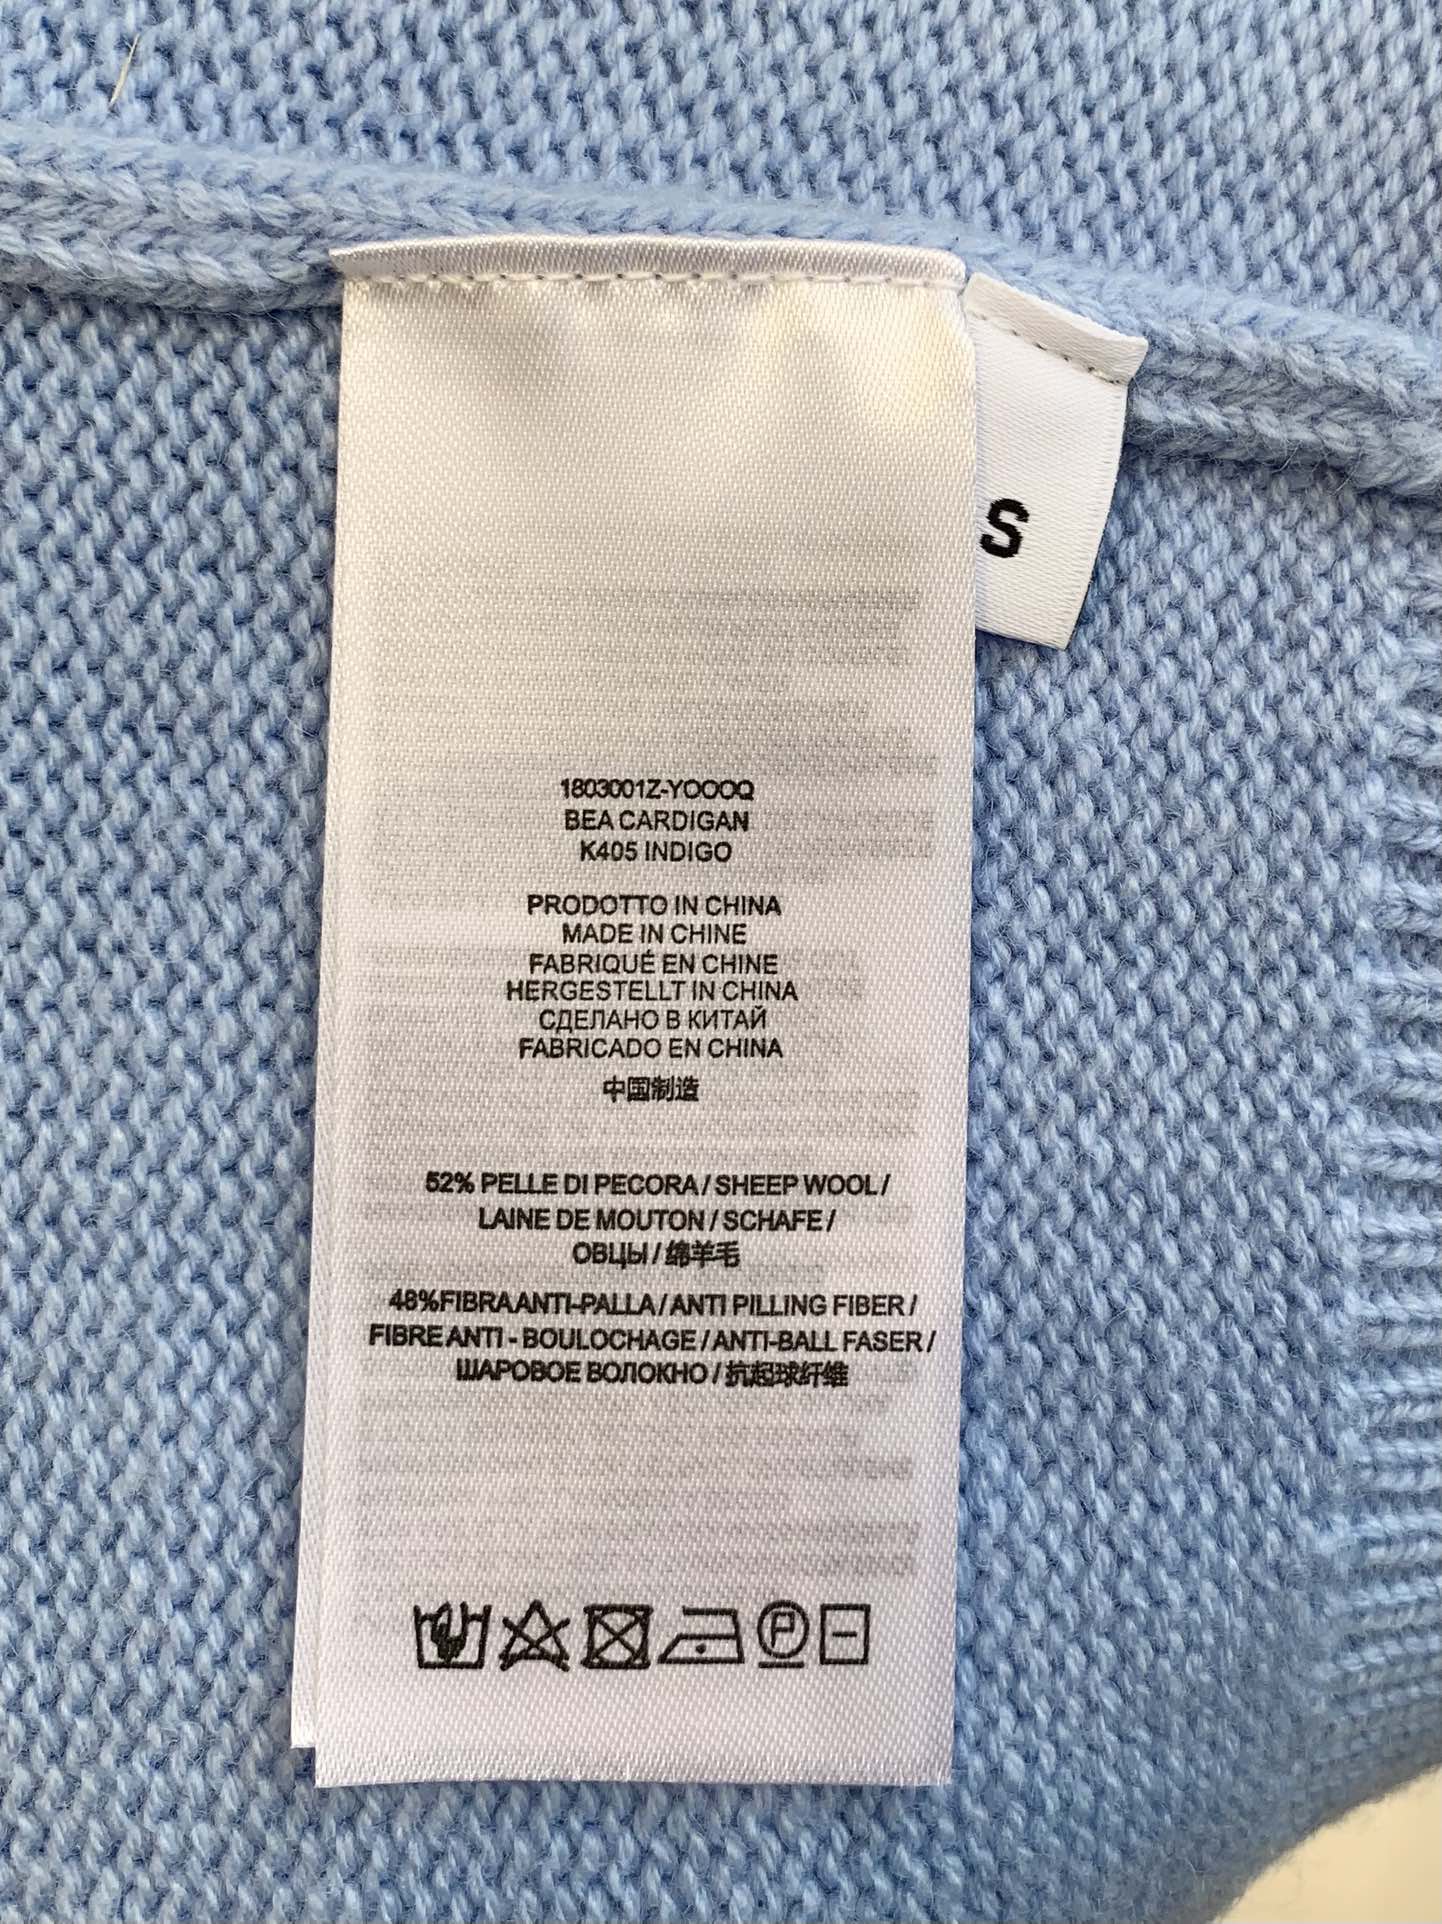 S
1803001Z-YOOOQ
BEA CARDIGAN
K405 INDIGO
PRODOTTO IN CHINA
MADE IN CHINE
FABRIQUÉ EN CHINE
HERGESTELLT IN CHINA
СДЕЛАНО В КИТАЙ
FABRICADO EN CHINA
中国制造
52% PELLE DI PECORA / SHEEP WOOL /
LAINE DE MOUTON / SCHAFE /
ОВЦЫ / 绵羊毛
48%FIBRA ANTI-PALLA / ANTI PILLING FIBER /
FIBRE ANTI - BOULOCHAGE / ANTI-BALL FASER /
ШАРОВОЕ ВОЛОКНО / 抗起球纤维
P